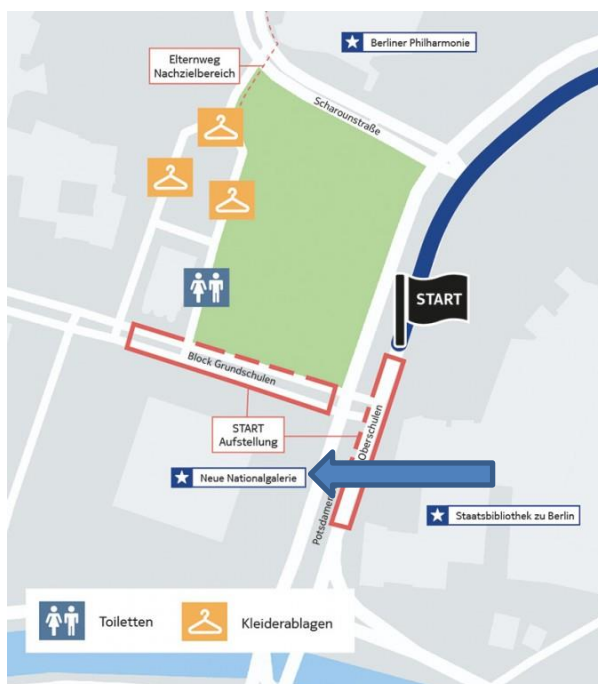 Berliner Philharmonie
Elternweg
Nachzielbereich
Scharounstraße
START
Block Grundschulen
START
Aufstellung
Oberschulen
Neue Nationalgalerie
Potsdamer
Staatsbibliothek zu Berlin
Toiletten
Kleiderablagen